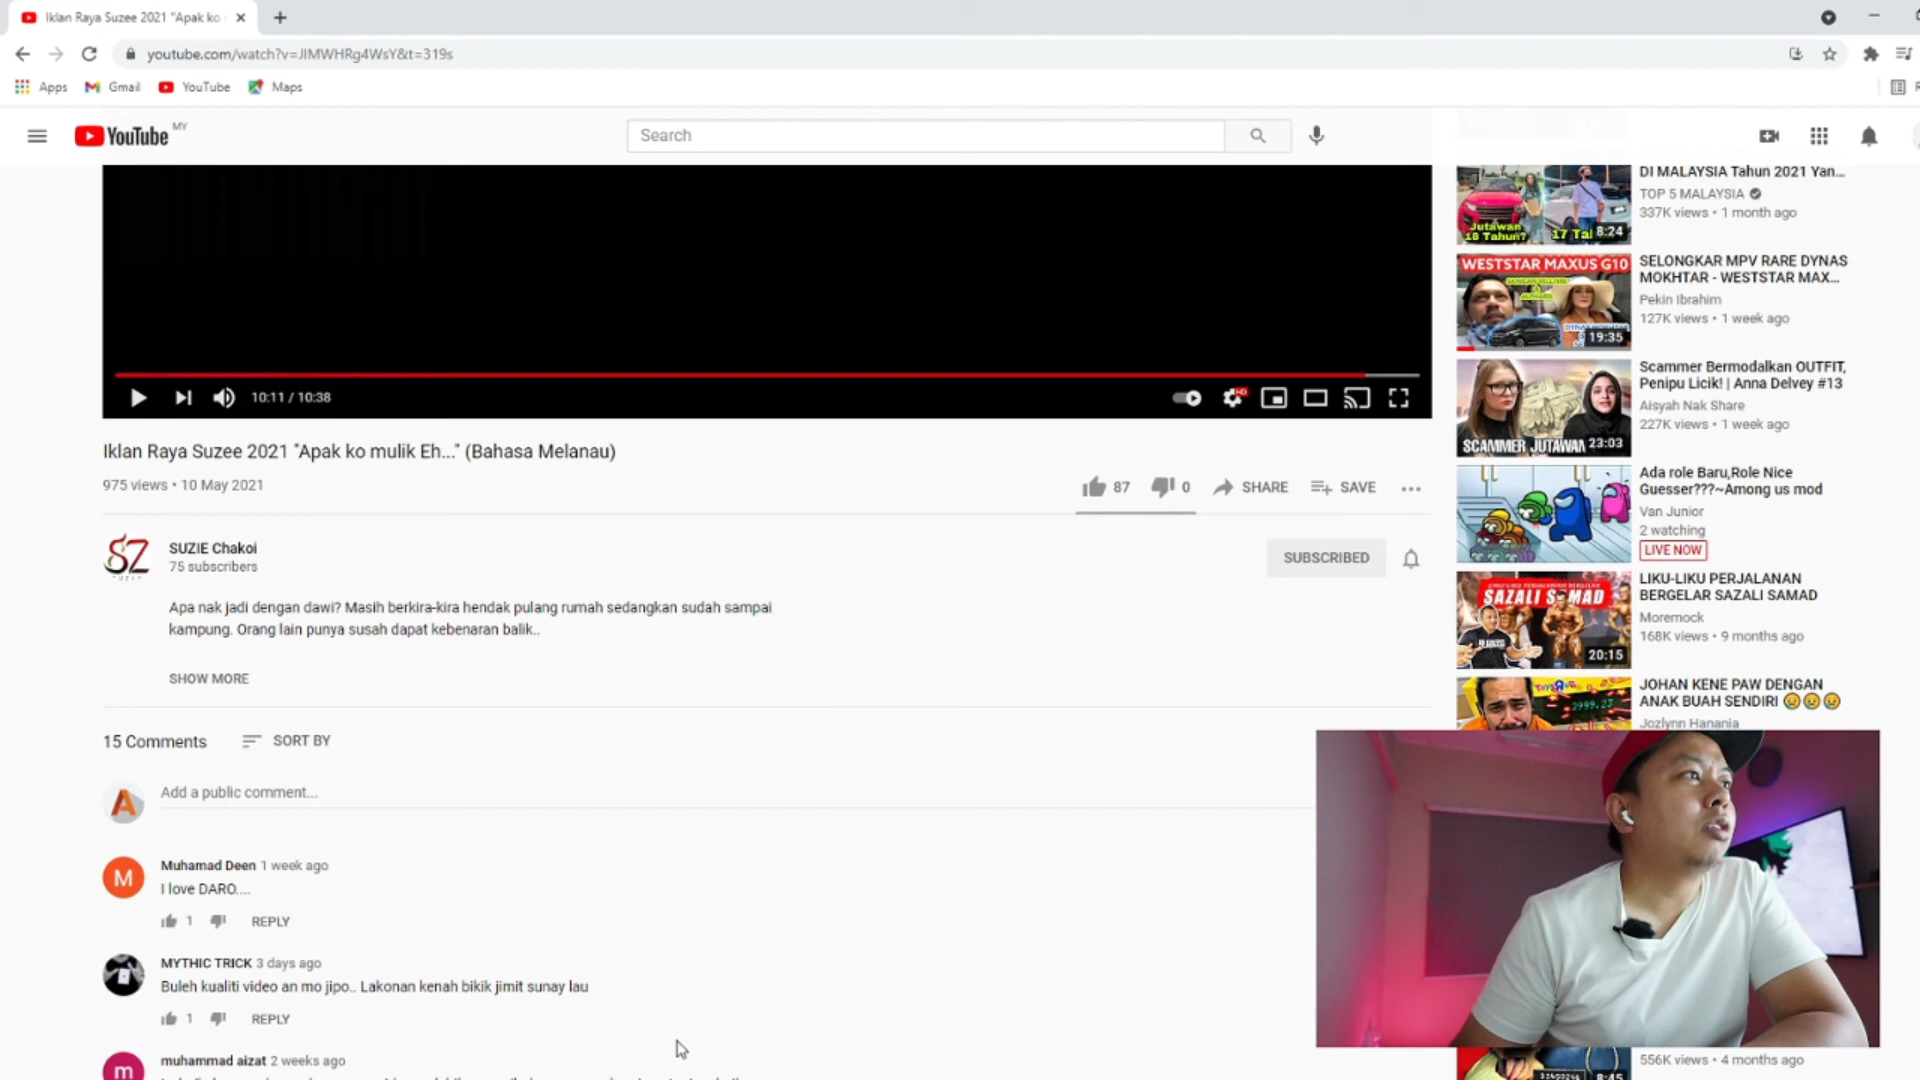 Iklan Raya Suzee 2021 "Apak ko
youtube.com/watch?v=JIMWHRg4WsY&t=319s
Apps Gmail YouTube Maps
YouTube MY
Search
10:11 / 10:38
Iklan Raya Suzee 2021 "Apak ko mulik Eh..." (Bahasa Melanau)
975 views • 10 May 2021
87 0 SHARE SAVE
SUZIE Chakoi
75 subscribers
SUBSCRIBED
Apa nak jadi dengan dawi? Masih berkira-kira hendak pulang rumah sedangkan sudah sampai
kampung. Orang lain punya susah dapat kebenaran balik..
SHOW MORE
15 Comments SORT BY
Add a public comment...
Muhamad Deen 1 week ago
I love DARO....
1 REPLY
MYTHIC TRICK 3 days ago
Buleh kualiti video an mo jipo.. Lakonan kenah bikik jimit sunay lau
1 REPLY
muhammad aizat 2 weeks ago
Jutawan
18 Tahun?
8:24
DI MALAYSIA Tahun 2021 Yan...
TOP 5 MALAYSIA
337K views • 1 month ago
WESTSTAR MAXUS G10
19:35
SELONGKAR MPV RARE DYNAS
MOKHTAR - WESTSTAR MAX...
Pekin Ibrahim
127K views • 1 week ago
SCAMMER JUTAWAN
23:03
Scammer Bermodalkan OUTFIT,
Penipu Licik! | Anna Delvey #13
Aisyah Nak Share
227K views • 1 week ago
Ada role Baru,Role Nice
Guesser???~Among us mod
Van Junior
2 watching
LIVE NOW
SAZALI SAMAD
20:15
LIKU-LIKU PERJALANAN
BERGELAR SAZALI SAMAD
Moremock
168K views • 9 months ago
2999.23
JOHAN KENE PAW DENGAN
ANAK BUAH SENDIRI 😢😢😢
Jozlynn Hanania
8:45
556K views • 4 months ago